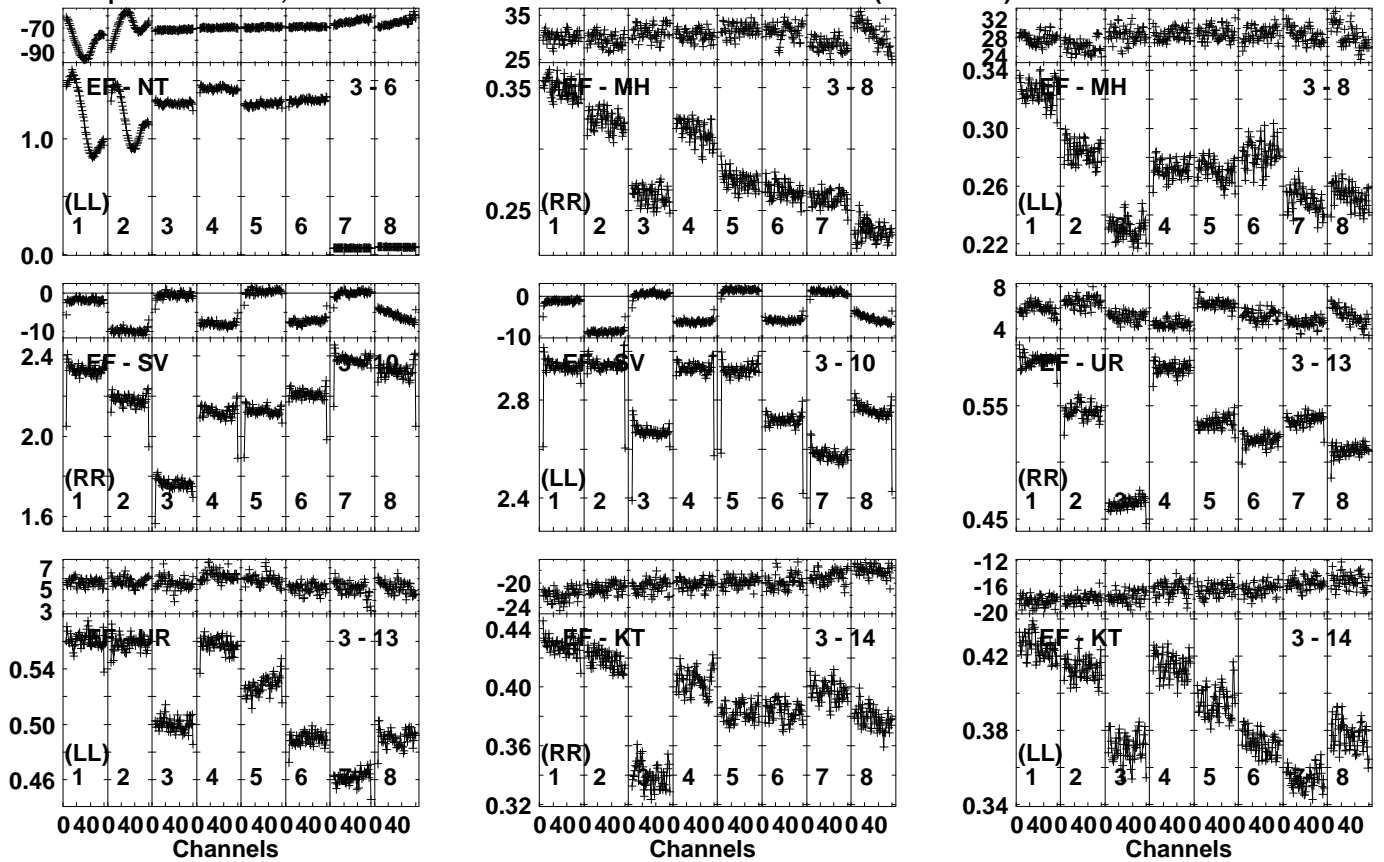 -70
-90
EF - NT 3 - 6
1.0
(LL)
1 2 3 4 5 6 7 8
0.0
35
25
0.35
EF - MH 3 - 8
0.25
(RR)
1 2 3 4 5 6 7
32
28
24
0.34
EF - MH 3 - 8
0.30
0.26
(LL)
1 2 3 4 5 6 7 8
0.22
0
-10
2.4
EF - SV 3 - 10
2.0
(RR)
1 2 3 4 5 6 7 8
1.6
0
-10
EF - SV 3 - 10
2.8
(LL)
1 2 3 4 5 6 7 8
2.4
8
4
EF - UR 3 - 13
0.55
(RR)
1 2 3 4 5 6 7 8
0.45
7
5
3
EF - UR 3 - 13
0.54
0.50
(LL)
1 2 3 4 5 6 7 8
0.46
0 40 0 40 0 40 0 40 0 40 0 40 0 40 0 40
Channels
-20
-24
0.44
EF - KT 3 - 14
0.40
0.36
(RR)
1 2 3 4 5 6 7 8
0.32
0 40 0 40 0 40 0 40 0 40 0 40 0 40 0 40
Channels
-12
-16
-20
EF - KT 3 - 14
0.42
0.38
(LL)
1 2 3 4 5 6 7 8
0.34
0 40 0 40 0 40 0 40 0 40 0 40 0 40 0 40
Channels